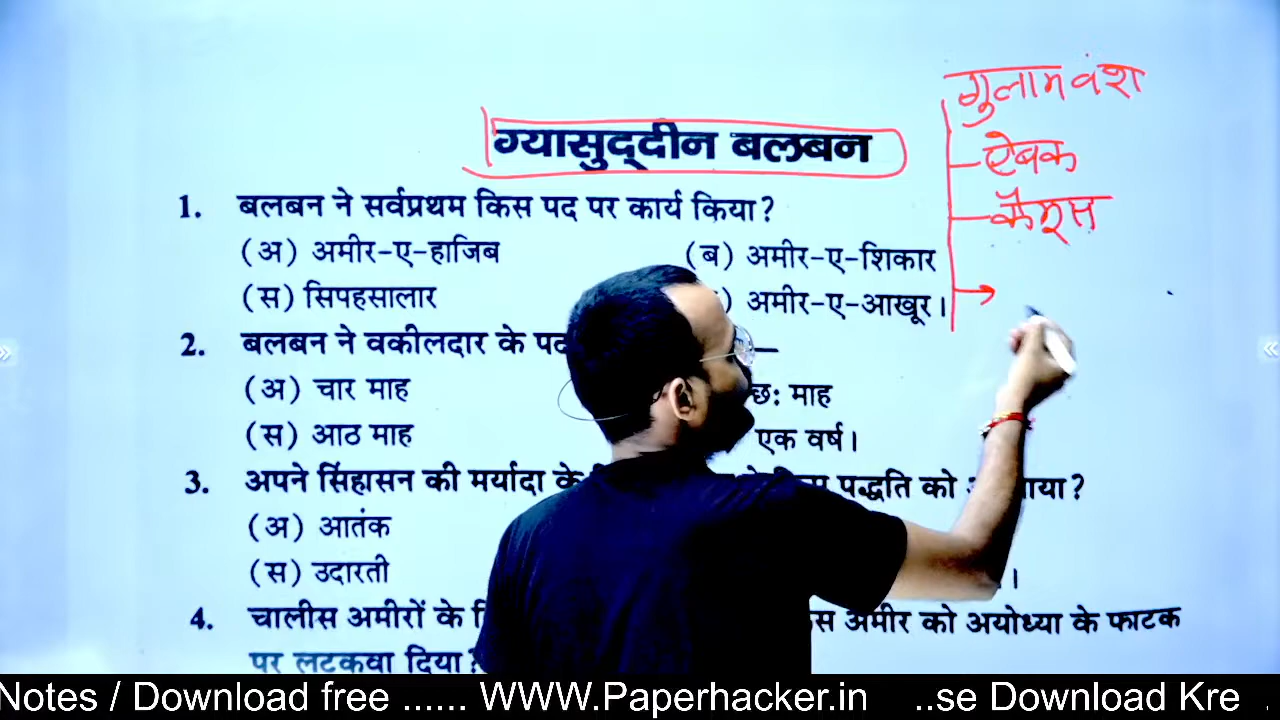 गुलाम वंश
ऐबक
कैमूस
ग्यासुद्दीन बलबन
1. बलबन ने सर्वप्रथम किस पद पर कार्य किया?
(अ) अमीर-ए-हाजिब (ब) अमीर-ए-शिकार
(स) सिपहसालार ) अमीर-ए-आखूर।
2. बलबन ने वकीलदार के पद —
(अ) चार माह छः माह
(स) आठ माह एक वर्ष।
3. अपने सिंहासन की मर्यादा के पद्धति को
(अ) आतंक
(स) उदारती ।
4. चालीस अमीरों के अमीर को अयोध्या के फाटक
पर लटकवा दिया?
Notes / Download free ...... WWW.Paperhacker.in ..se Download Kre .